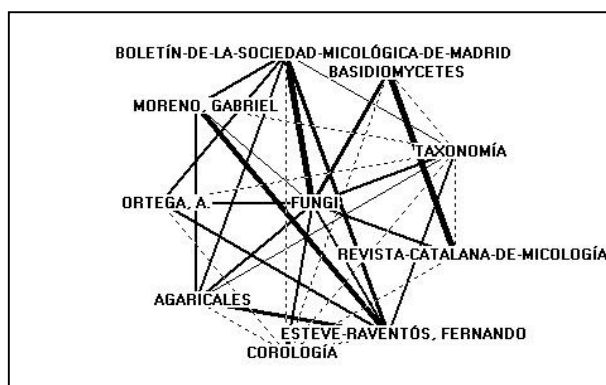 BOLETÍN-DE-LA-SOCIEDAD-MICOLÓGICA-DE-MADRID
BASIDIOMYCETES
MORENO, GABRIEL
TAXONOMÍA
ORTEGA, A.
FUNGI
REVISTA-CATALANA-DE-MICOLOGÍA
AGARICALES
ESTEVE-RAVENTÓS, FERNANDO
COROLOGÍA